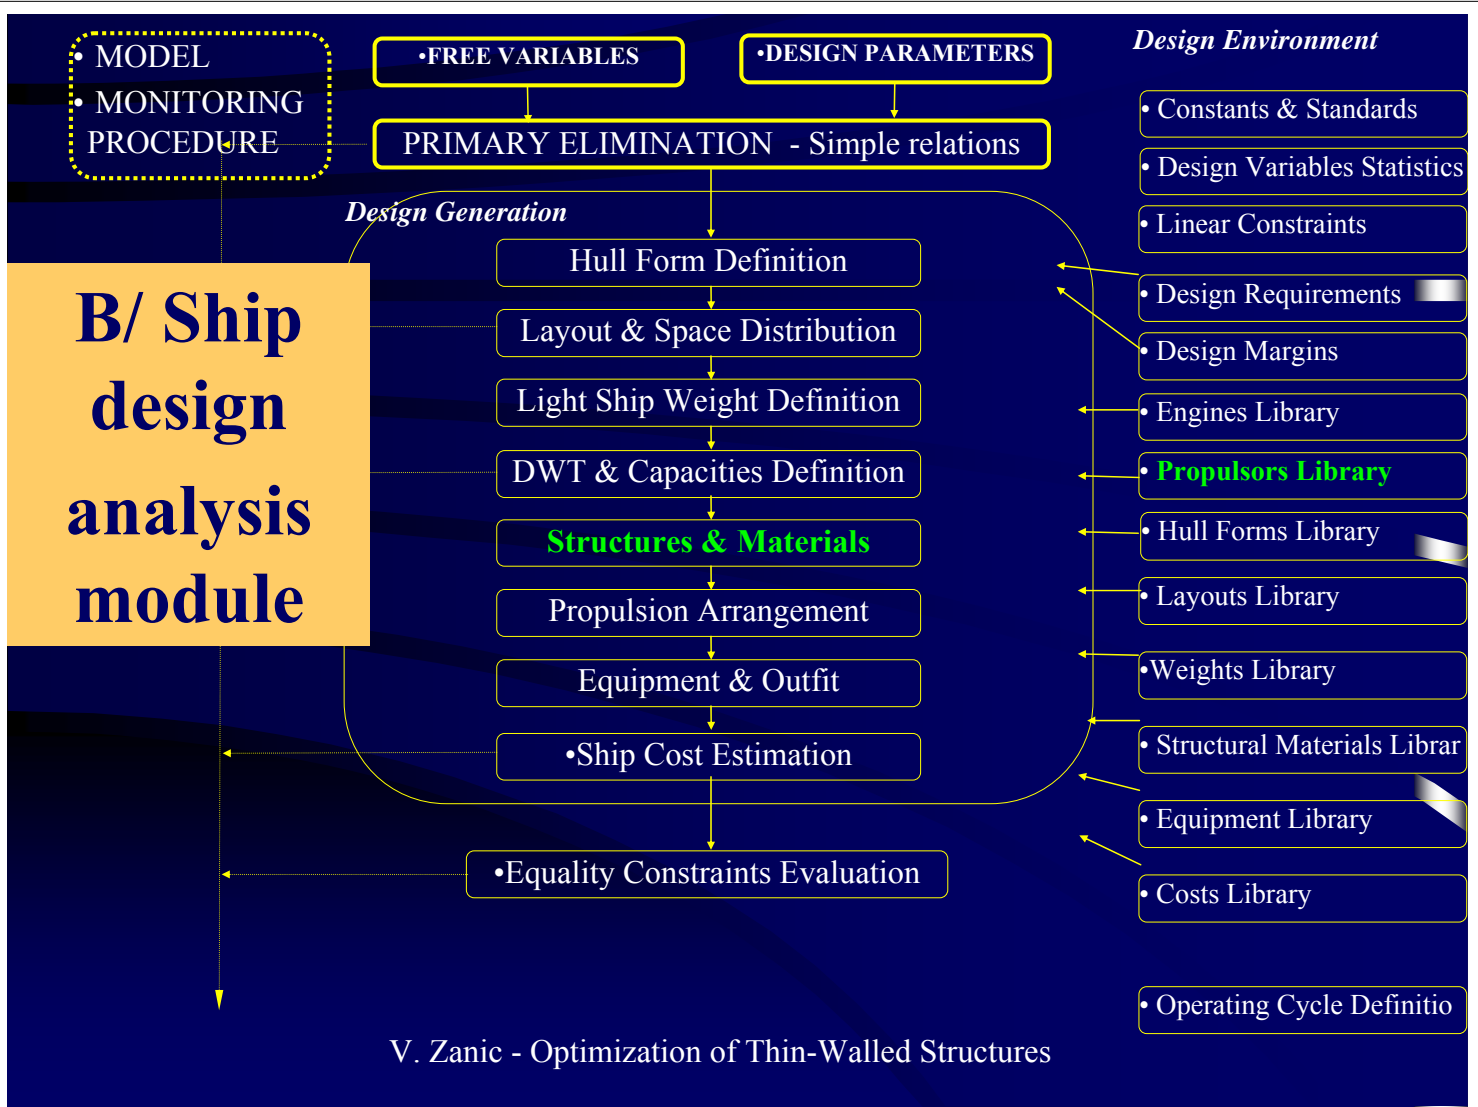 • MODEL
• MONITORING
PROCEDURE
•FREE VARIABLES
•DESIGN PARAMETERS
PRIMARY ELIMINATION - Simple relations
Design Generation
Hull Form Definition
Layout & Space Distribution
Light Ship Weight Definition
DWT & Capacities Definition
Structures & Materials
Propulsion Arrangement
Equipment & Outfit
•Ship Cost Estimation
•Equality Constraints Evaluation
B/ Ship
design
analysis
module
Design Environment
• Constants & Standards
• Design Variables Statistics
• Linear Constraints
• Design Requirements
• Design Margins
• Engines Library
• Propulsors Library
• Hull Forms Library
• Layouts Library
•Weights Library
• Structural Materials Librar
• Equipment Library
• Costs Library
• Operating Cycle Definitio
V. Zanic - Optimization of Thin-Walled Structures